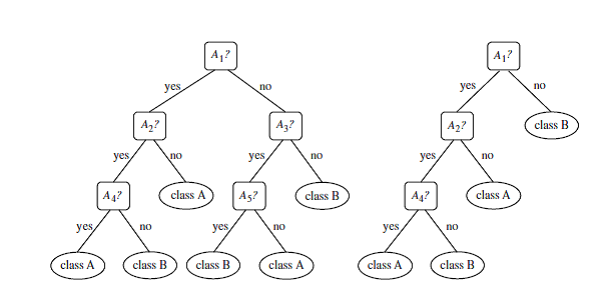 A1?
A1?
yes
no
yes
no
A2?
A3?
A2?
class B
yes
no
yes
no
yes
no
A4?
class A
A5?
class B
A4?
class A
yes
no
yes
no
yes
no
class A
class B
class B
class A
class A
class B